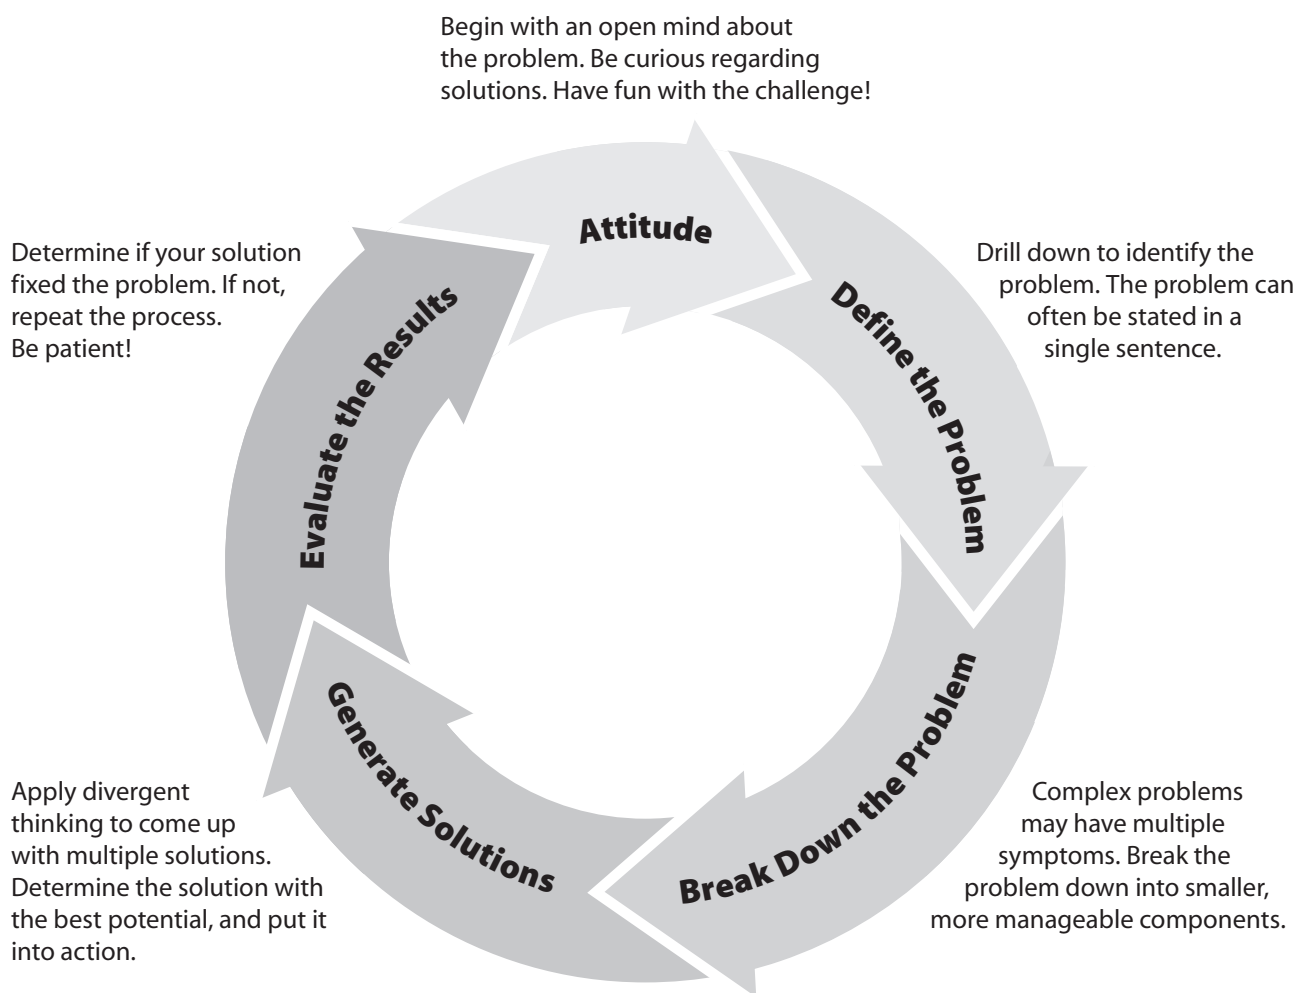 Begin with an open mind about
the problem. Be curious regarding
solutions. Have fun with the challenge!
Attitude
Define the Problem
Drill down to identify the
problem. The problem can
often be stated in a
single sentence.
Break Down the Problem
Complex problems
may have multiple
symptoms. Break the
problem down into smaller,
more manageable components.
Generate Solutions
Apply divergent
thinking to come up
with multiple solutions.
Determine the solution with
the best potential, and put it
into action.
Evaluate the Results
Determine if your solution
fixed the problem. If not,
repeat the process.
Be patient!